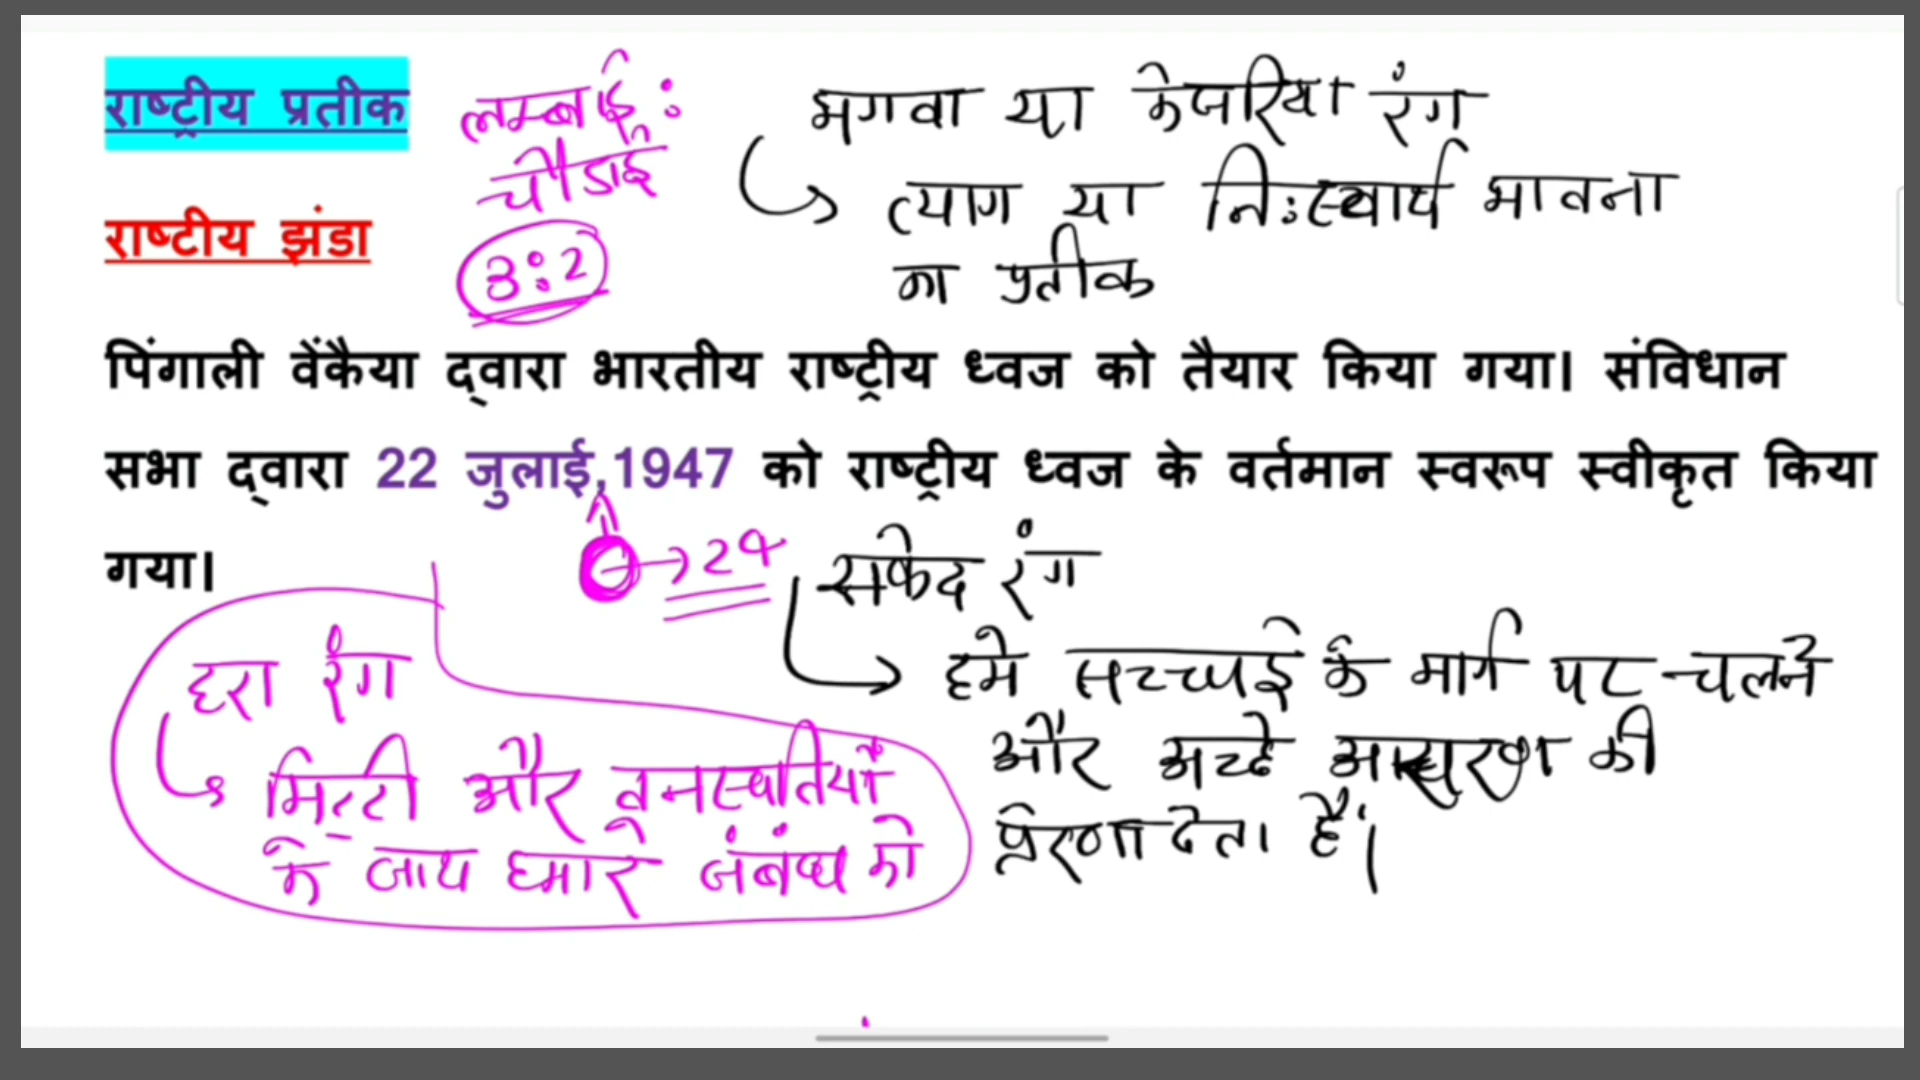 राष्ट्रीय प्रतीक
लम्बाई :
चौडाई
3:2
भगवा या केसरिया रंग
त्याग या निःस्वार्थ भावना
का प्रतीक
राष्टीय झंडा
पिंगाली वेंकैया द्वारा भारतीय राष्ट्रीय ध्वज को तैयार किया गया। संविधान
सभा द्वारा 22 जुलाई,1947 को राष्ट्रीय ध्वज के वर्तमान स्वरूप स्वीकृत किया
गया।
→ 24
सफेद रंग
हमे सच्चाई के मार्ग पर चलने
और अच्छे की
प्रेरणा देता है।
हरा रंग
मिटटी और वनस्पतियों
के साथ हमारे संबंध को